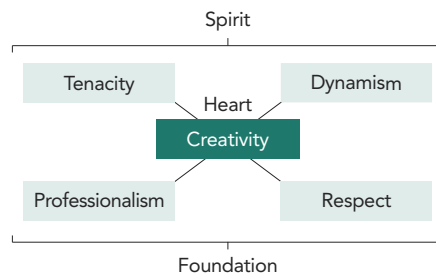 Spirit
Tenacity
Dynamism
Heart
Creativity
Professionalism
Respect
Foundation